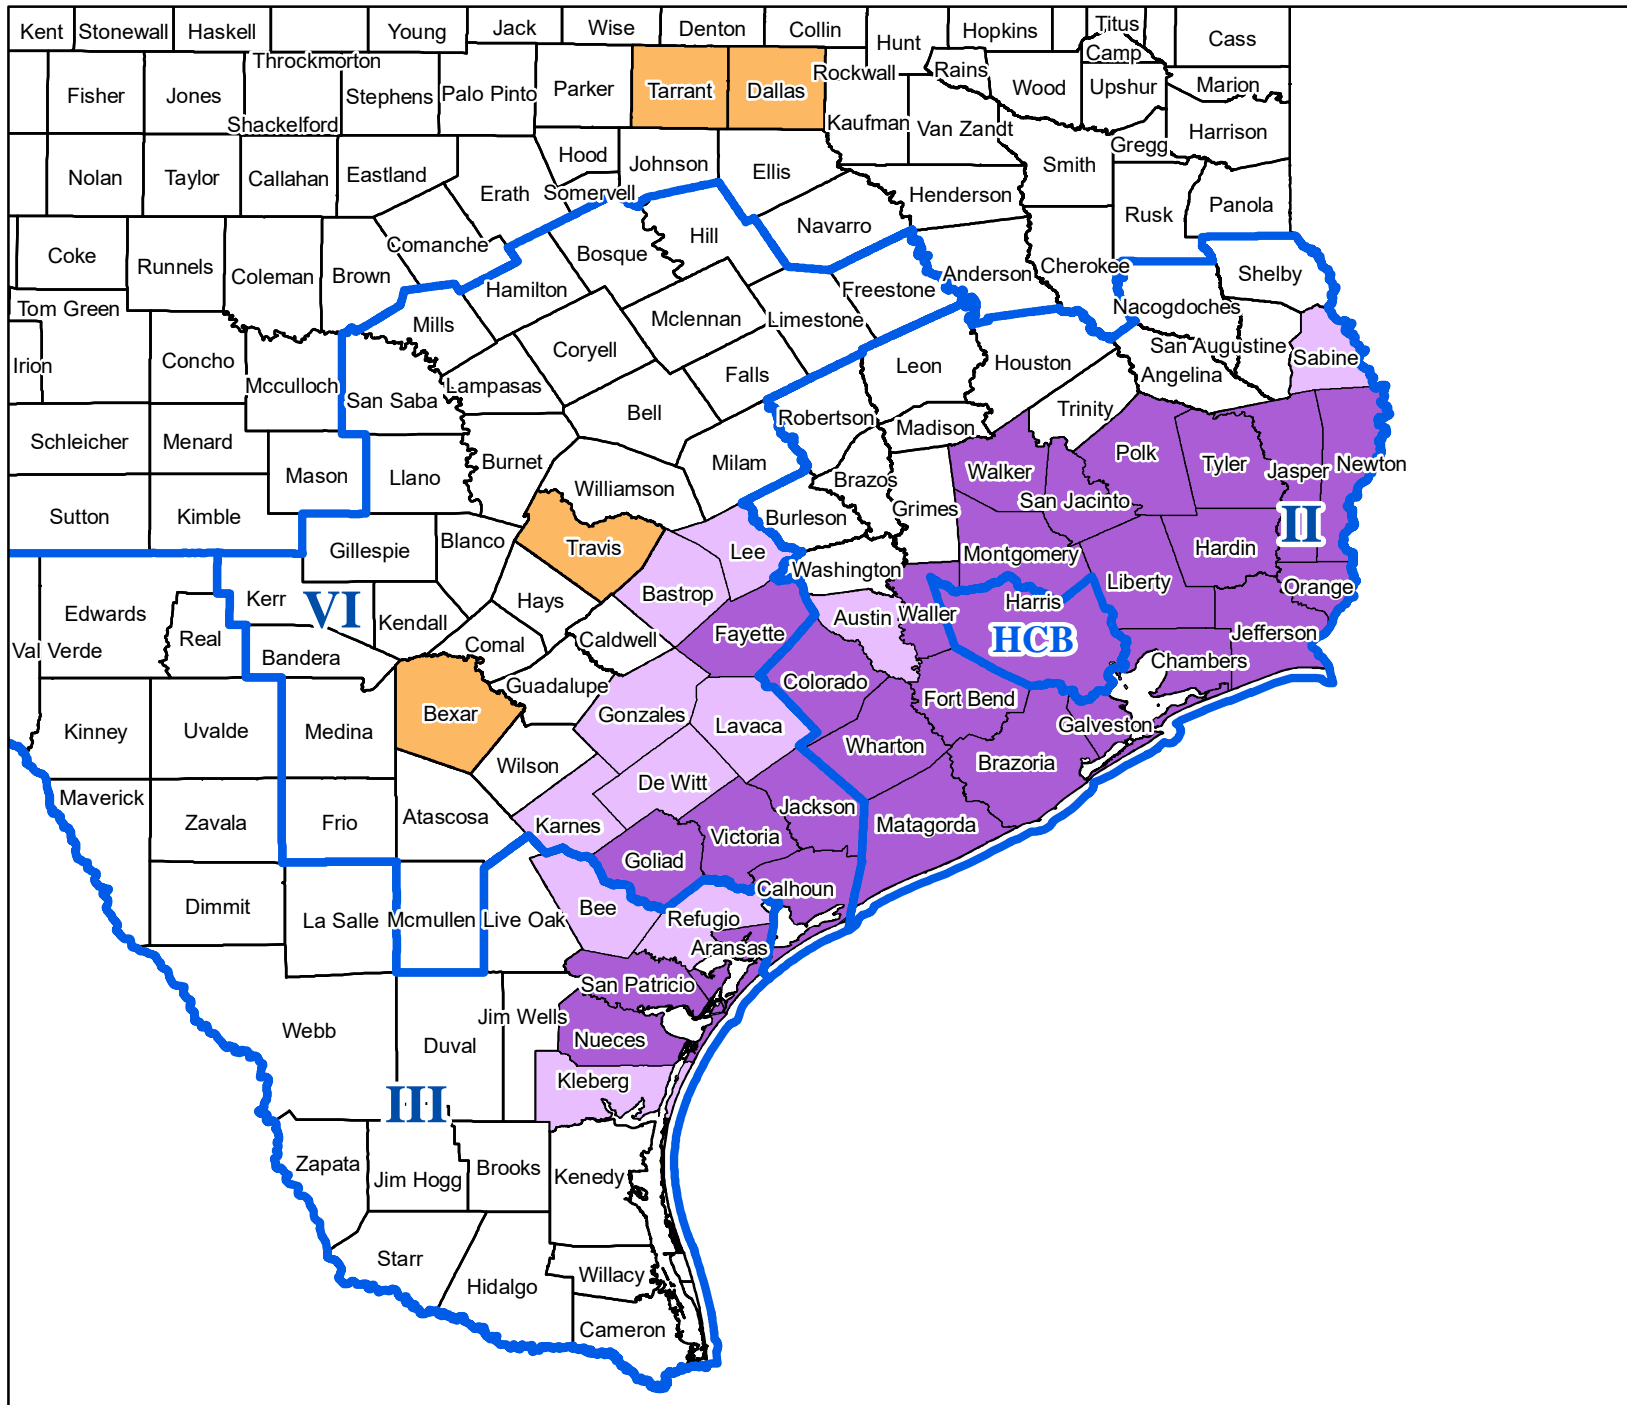 Kent
Stonewall
Haskell
Young
Jack
Wise
Denton
Collin
Hunt
Hopkins
Titus
Camp
Cass
Throckmorton
Fisher
Jones
Shackelford
Stephens
Palo Pinto
Parker
Tarrant
Dallas
Rockwall
Rains
Wood
Upshur
Marion
Kaufman
Van Zandt
Gregg
Harrison
Nolan
Taylor
Callahan
Eastland
Erath
Hood
Somervell
Johnson
Ellis
Henderson
Smith
Rusk
Panola
Coke
Runnels
Coleman
Brown
Comanche
Hamilton
Bosque
Hill
Navarro
Freestone
Anderson
Cherokee
Nacogdoches
Shelby
Tom Green
Irion
Concho
Mcculloch
San Saba
Mills
Lampasas
Coryell
Mclennan
Limestone
Falls
Leon
Houston
San Augustine
Angelina
Sabine
Schleicher
Menard
Mason
Llano
Burnet
Bell
Milam
Robertson
Madison
Trinity
Polk
Tyler
Jasper
Newton
Sutton
Kimble
Gillespie
Blanco
Williamson
Travis
Lee
Burleson
Brazos
Grimes
Walker
San Jacinto
Montgomery
Hardin
II
Liberty
Orange
Edwards
Val Verde
Real
Kerr
VI
Kendall
Bandera
Hays
Comal
Caldwell
Bastrop
Fayette
Washington
Austin
Waller
Harris
HCB
Jefferson
Chambers
Kinney
Uvalde
Medina
Bexar
Guadalupe
Gonzales
Lavaca
Colorado
Fort Bend
Galveston
Wharton
Brazoria
Maverick
Zavala
Frio
Atascosa
Wilson
Karnes
De Witt
Jackson
Matagorda
Victoria
Goliad
Calhoun
Dimmit
La Salle
Mcmullen
Live Oak
Bee
Refugio
Aransas
San Patricio
Webb
Duval
Jim Wells
Nueces
Kleberg
III
Zapata
Jim Hogg
Brooks
Kenedy
Starr
Hidalgo
Willacy
Cameron